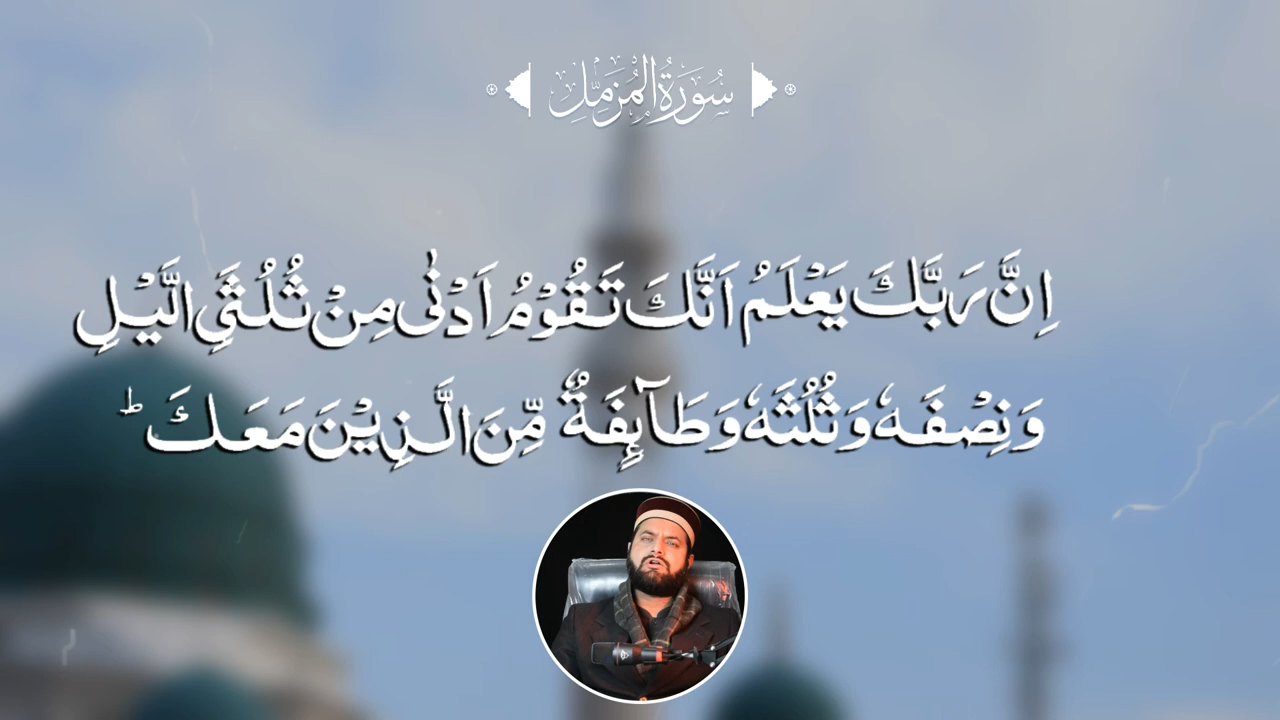 سُورَةُ الْمُزَّمِّل
اِنَّ رَبَّكَ يَعْلَمُ اَنَّكَ تَقُوْمُ اَدْنٰى مِنْ ثُلُثَيِ الَّيْلِ
وَنِصْفَهٗ وَثُلُثَهٗ وَطَآئِفَةٌ مِّنَ الَّذِيْنَ مَعَكَ ؕ